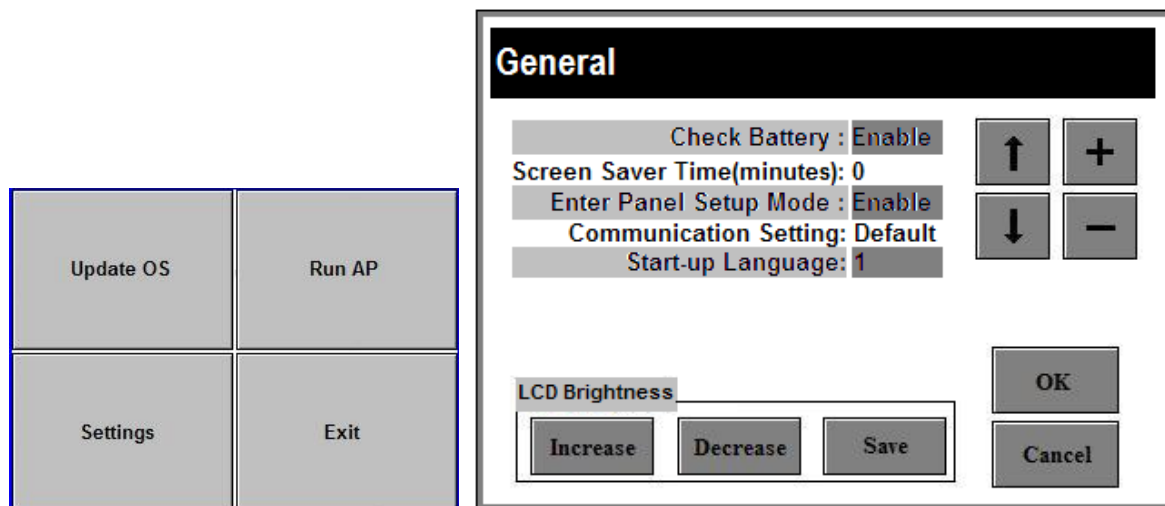 Update OS
Run AP
Settings
Exit
General
Check Battery : Enable
Screen Saver Time(minutes): 0
Enter Panel Setup Mode : Enable
Communication Setting: Default
Start-up Language: 1
↑ +
↓ −
LCD Brightness
Increase Decrease Save
OK
Cancel